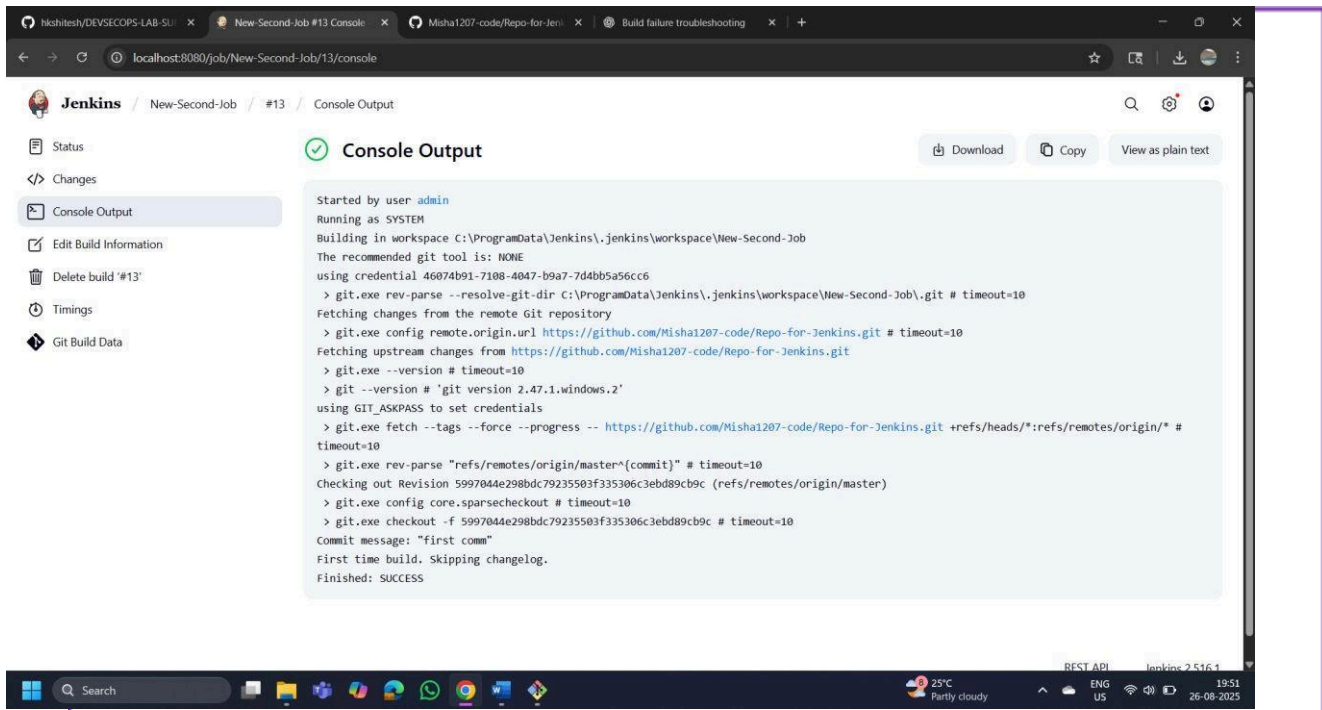 hkshitesh/DEVSECOPS-LAB-SU
New-Second-Job #13 Console
Misha1207-code/Repo-for-Jen
Build failure troubleshooting
localhost:8080/job/New-Second-Job/13/console
Jenkins / New-Second-Job / #13 / Console Output
Status
Changes
Console Output
Edit Build Information
Delete build '#13'
Timings
Git Build Data
Console Output
Download
Copy
View as plain text
Started by user admin
Running as SYSTEM
Building in workspace C:\ProgramData\Jenkins\.jenkins\workspace\New-Second-Job
The recommended git tool is: NONE
using credential 46074b91-7108-4047-b9a7-7d4bb5a56cc6
> git.exe rev-parse --resolve-git-dir C:\ProgramData\Jenkins\.jenkins\workspace\New-Second-Job\.git # timeout=10
Fetching changes from the remote Git repository
> git.exe config remote.origin.url https://github.com/Misha1207-code/Repo-for-Jenkins.git # timeout=10
Fetching upstream changes from https://github.com/Misha1207-code/Repo-for-Jenkins.git
> git.exe --version # timeout=10
> git --version # 'git version 2.47.1.windows.2'
using GIT_ASKPASS to set credentials
> git.exe fetch --tags --force --progress -- https://github.com/Misha1207-code/Repo-for-Jenkins.git +refs/heads/*:refs/remotes/origin/* #
timeout=10
> git.exe rev-parse "refs/remotes/origin/master^{commit}" # timeout=10
Checking out Revision 5997044e298bdc79235503f335306c3ebd89cb9c (refs/remotes/origin/master)
> git.exe config core.sparsecheckout # timeout=10
> git.exe checkout -f 5997044e298bdc79235503f335306c3ebd89cb9c # timeout=10
Commit message: "first comm"
First time build. Skipping changelog.
Finished: SUCCESS
REST API
Jenkins 2.516.1
Search
8
25°C
Partly cloudy
ENG
US
19:51
26-08-2025